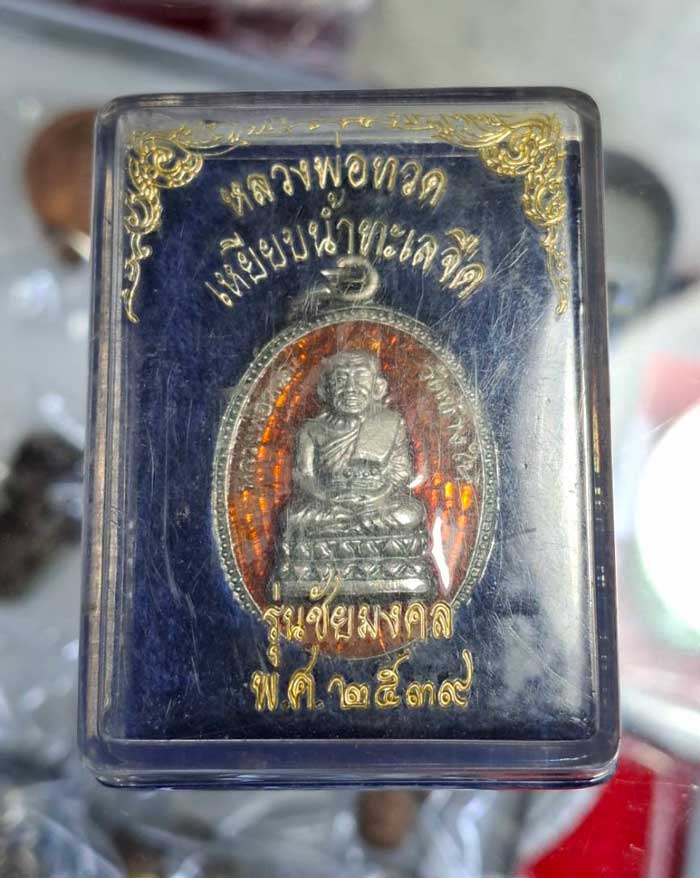 หลวงพ่อทวด
เหยียบน้ำทะเลจืด
รุ่นชัยมงคล
พ.ศ. ๒๕๓๙